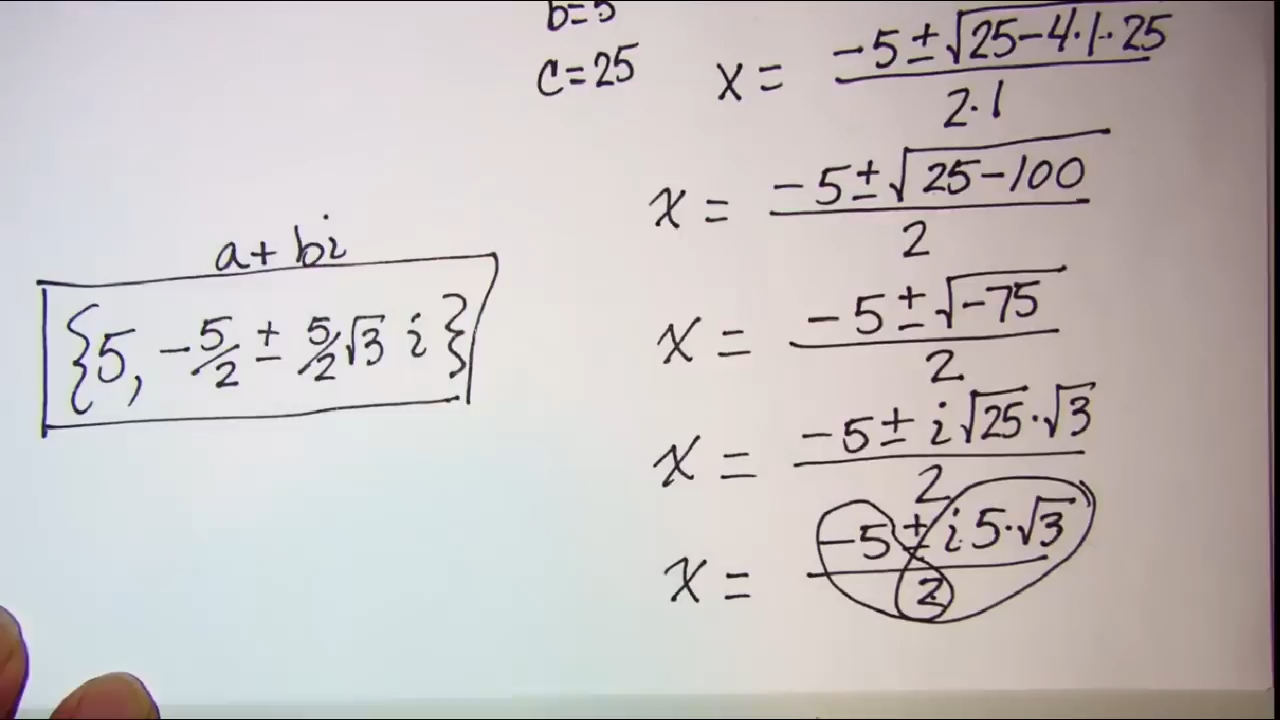 b=5
c=25
x = (-5±√(25-4·1·25))/(2·1)
x = (-5±√(25-100))/2
a+bi
{5, -5/2 ± 5/2√3 i}
x = (-5±√(-75))/2
x = (-5±i√25·√3)/2
x = (-5±i5·√3)/2